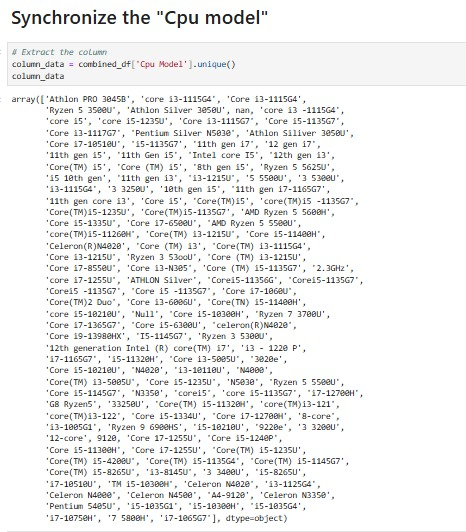 Synchronize the "Cpu model"
# Extract the column
column_data = combined_df['Cpu Model'].unique()
column_data
array(['Athlon PRO 3045B', 'core i3-1115G4', 'Core i3-1115G4',
'Ryzen 5 3500U', 'Athlon Silver 3050U', nan, 'core i3 -1115G4',
'core i5', 'core i5-1235U', 'Core i3-1115G7', 'Core i5-1135G7',
'Core i3-1117G7', 'Pentium Silver N5030', 'Athlon Siliver 3050U',
'Core i7-10510U', 'i5-1135G7', '11th gen i7', '12 gen i7',
'11th gen i5', '11th Gen i5', 'Intel core I5', '12th gen i3',
'Core(TM) i5', 'Core (TM) i5', '8th gen i5', 'Ryzen 5 5625U',
'i5 10th gen', '11th gen i3', 'i3-1215U', '5 5500U', '3 5300U',
'i3-1115G4', '3 3250U', '10th gen i5', '11th gen i7-1165G7',
'11th gen core i3', 'Core i5', 'Core(TM)i5', 'core(TM)i5 -1135G7',
'Core(TM)i5-1235U', 'Core(TM)i5-1135G7', 'AMD Ryzen 5 5600H',
'Core i5-1335U', 'Core i7-6500U', 'AMD Ryzen 5 5500U',
'core(TM)i5-11260H', 'Core(TM) i3-1215U', 'Core i5-11400H',
'Celeron(R)N4020', 'Core (TM) i3', 'Core(TM) i3-1115G4',
'Core i3-1215U', 'Ryzen 3 53ooU', 'Core (TM) i3-1215U',
'Core i7-8550U', 'Core i3-N305', 'Core (TM) i5-1135G7', '2.3GHz',
'core i7-1255U', 'ATHLON Silver', 'Corei5-11356G', 'Corei5-1135G7',
'Corei5 -1135G7', 'Core i5 -1135G7', 'Core i7-1060U',
'Core(TM)2 Duo', 'Core i3-6006U', 'Core(TN) i5-11400H',
'core i5-10210U', 'Null', 'Core i5-10300H', 'Ryzen 7 3700U',
'Core i7-1365G7', 'Core i5-6300U', 'celeron(R)N4020',
'Core i9-13980HX', 'I5-1145G7', 'Ryzen 3 5300U',
'12th generation Intel (R) core(TM) i7', 'i3 - 1220 P',
'i7-1165G7', 'i5-11320H', 'Core i3-5005U', '3020e',
'Core i5-10210U', 'N4020', 'i3-10110U', 'N4000',
'Core(TM) i3-5005U', 'Core i5-1235U', 'N5030', 'Ryzen 5 5500U',
'Core i5-1145G7', 'N3350', 'corei5', 'core i5-1135G7', 'i7-12700H',
'G8 Ryzen5', '33250U', 'Core(TM) i5-11320H', 'core(TM)i3-121',
'core(TM)i3-122', 'Core i5-1334U', 'Core i7-12700H', '8-core',
'i3-1005G1', 'Ryzen 9 6900HS', 'i5-10210U', '9220e', '3 3200U',
'12-core', 9120, 'Core i7-1255U', 'Core i5-1240P',
'Core i5-11300H', 'Core i7-1255U', 'Core(TM) i5-1235U',
'Core(TM) i5-4200U', 'Core(TM) i5-1135G4', 'Core(TM) i5-1145G7',
'Core(TM) i5-8265U', 'i3-8145U', '3 3400U', 'i5-8265U',
'i7-10510U', 'TM i5-10300H', 'Celeron N4020', 'i3-1125G4',
'Celeron N4000', 'Celeron N4500', 'A4-9120', 'Celeron N3350',
'Pentium 5405U', 'i5-1035G1', 'i5-10300H', 'i5-1035G4',
'i7-10750H', '7 5800H', 'i7-1065G7'], dtype=object)